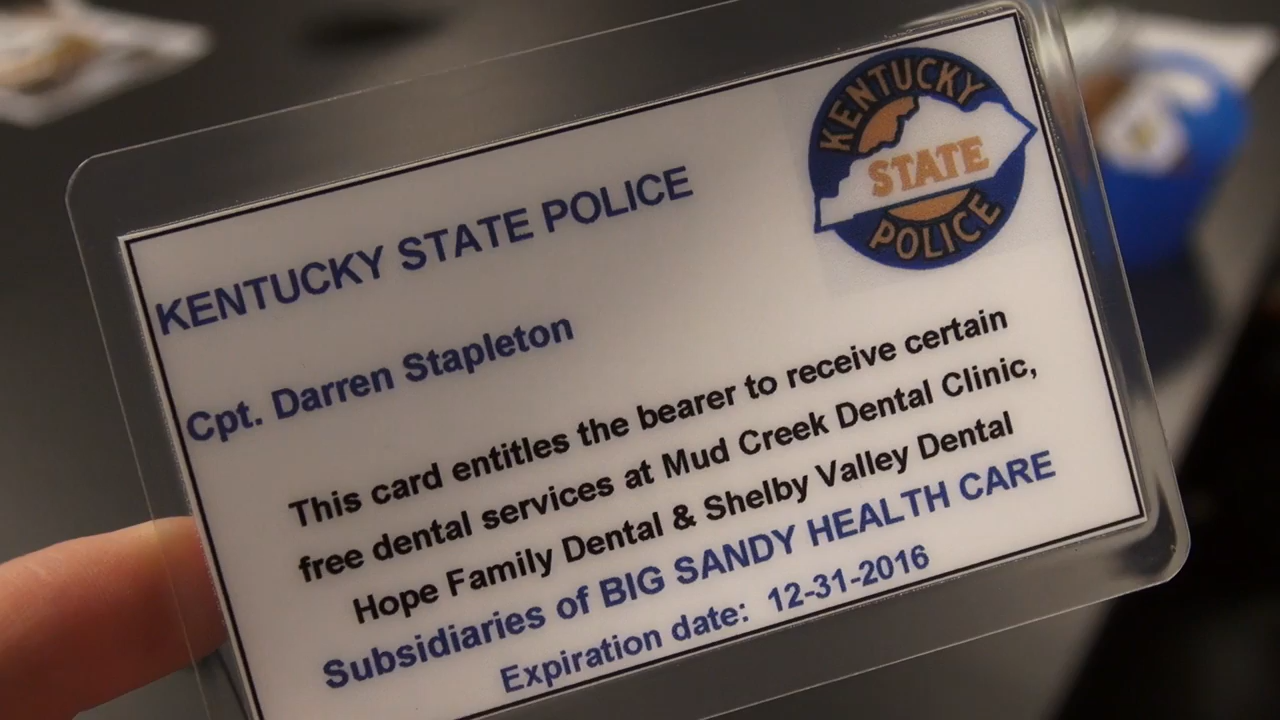 KENTUCKY
STATE
POLICE
KENTUCKY STATE POLICE
Cpt. Darren Stapleton
This card entitles the bearer to receive certain
free dental services at Mud Creek Dental Clinic,
Hope Family Dental & Shelby Valley Dental
Subsidiaries of BIG SANDY HEALTH CARE
Expiration date: 12-31-2016